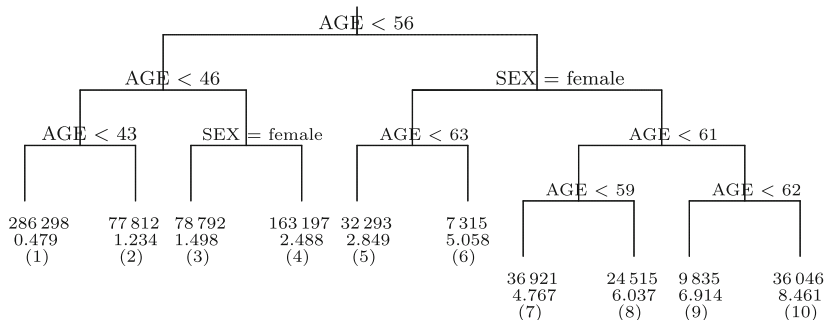 AGE < 56
AGE < 46 SEX = female
AGE < 43 SEX = female AGE < 63 AGE < 61
AGE < 59 AGE < 62
286 298 77 812 78 792 163 197 32 293 7 315
0.479 1.234 1.498 2.488 2.849 5.058
(1) (2) (3) (4) (5) (6)
36 921 24 515 9 835 36 046
4.767 6.037 6.914 8.461
(7) (8) (9) (10)